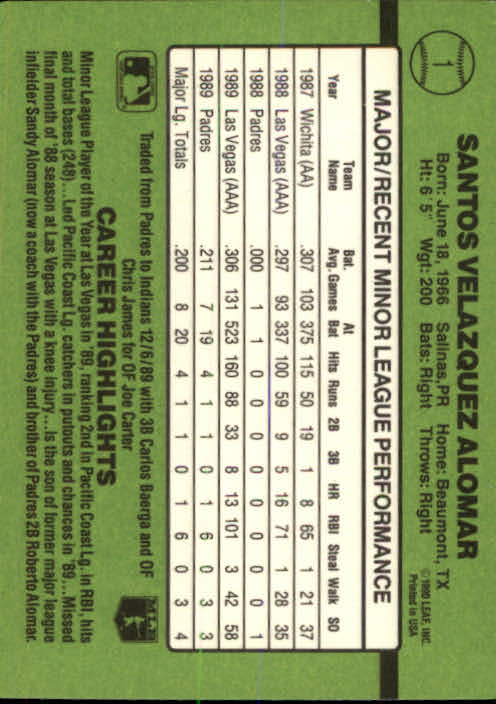 1
SANTOS VELAZQUEZ ALOMAR
Born: June 18, 1966 Salinas, PR Home: Beaumont, TX
Ht: 6'5" Wgt: 200 Bats: Right Throws: Right
© 1990 LEAF, INC.
Printed in USA
MAJOR/RECENT MINOR LEAGUE PERFORMANCE
Year Team Name Bat. Avg. Games At Bat Hits Runs 2B 3B HR RBI Steal Walk SO
1987 Wichita (AA) .307 103 375 115 50 19 1 8 65 1 21 37
1988 Las Vegas (AAA) .297 93 337 100 59 9 5 16 71 1 28 35
1988 Padres .000 1 1 0 0 0 0 0 0 0 0 1
1989 Las Vegas (AAA) .306 131 523 160 88 33 8 13 101 3 42 58
1989 Padres .211 7 19 4 1 1 0 1 6 0 3 3
Major Lg. Totals .200 8 20 4 1 1 0 1 6 0 3 4
Traded from Padres to Indians 12/6/89 with 3B Carlos Baerga and OF
Chris James for OF Joe Carter
MLB
CAREER HIGHLIGHTS
Minor League Player of the Year at Las Vegas in '89, ranking 2nd in Pacific Coast Lg. in RBI, hits
and total bases (248)...Led Pacific Coast Lg. catchers in putouts and chances in '89...Missed
final month of '88 season at Las Vegas with a knee injury...Is the son of former major league
infielder Sandy Alomar (now a coach with the Padres) and brother of Padres 2B Roberto Alomar.